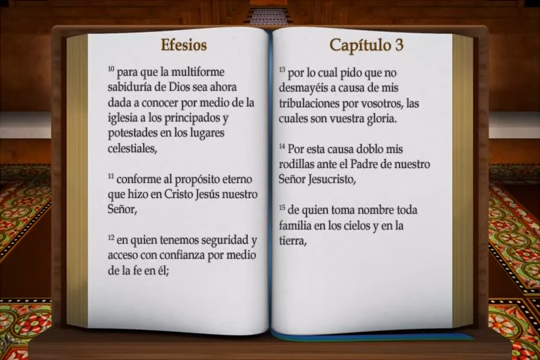 Efesios
10 para que la multiforme
sabiduría de Dios sea ahora
dada a conocer por medio de la
iglesia a los principados y
potestades en los lugares
celestiales,
11 conforme al propósito eterno
que hizo en Cristo Jesús nuestro
Señor,
12 en quien tenemos seguridad y
acceso con confianza por medio
de la fe en él;
Capítulo 3
13 por lo cual pido que no
desmayéis a causa de mis
tribulaciones por vosotros, las
cuales son vuestra gloria.
14 Por esta causa doblo mis
rodillas ante el Padre de nuestro
Señor Jesucristo,
15 de quien toma nombre toda
familia en los cielos y en la
tierra,